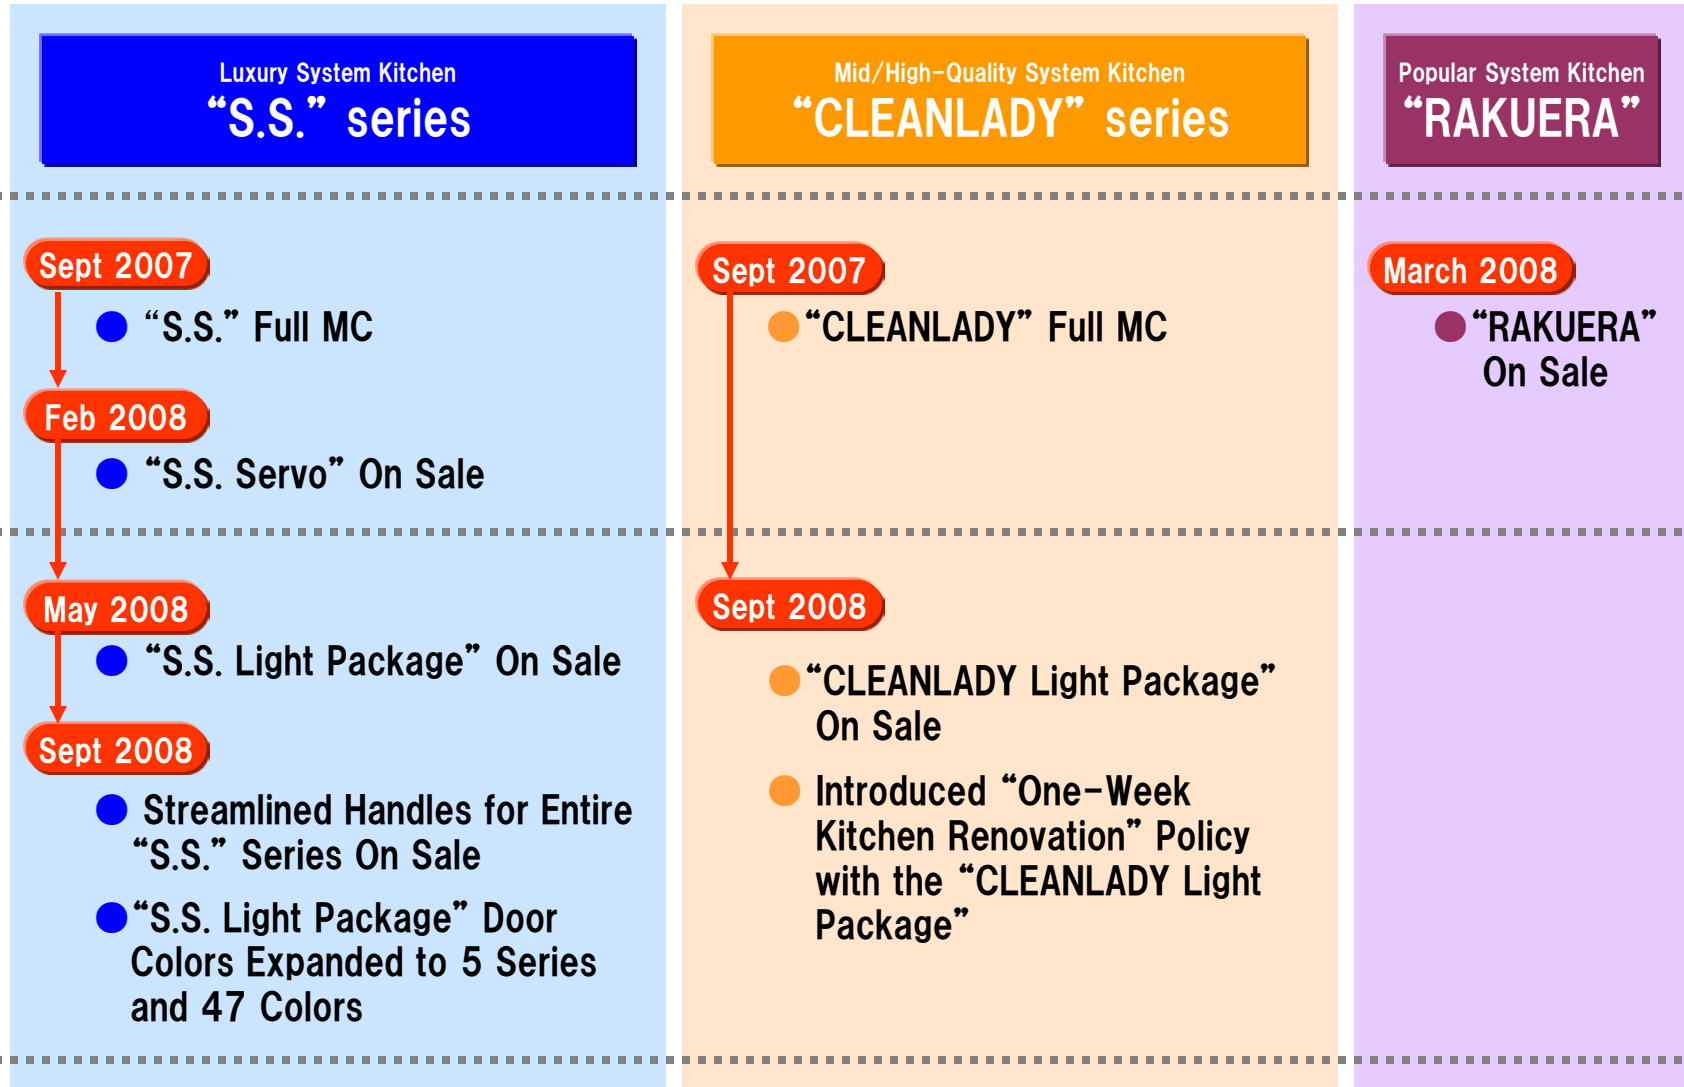 Luxury System Kitchen
“S.S.” series
Sept 2007
“S.S.” Full MC
Feb 2008
“S.S. Servo” On Sale
May 2008
“S.S. Light Package” On Sale
Sept 2008
Streamlined Handles for Entire
“S.S.” Series On Sale
“S.S. Light Package” Door
Colors Expanded to 5 Series
and 47 Colors
Mid/High-Quality System Kitchen
“CLEANLADY” series
Sept 2007
“CLEANLADY” Full MC
Sept 2008
“CLEANLADY Light Package”
On Sale
Introduced “One-Week
Kitchen Renovation” Policy
with the “CLEANLADY Light
Package”
Popular System Kitchen
“RAKUERA”
March 2008
“RAKUERA”
On Sale